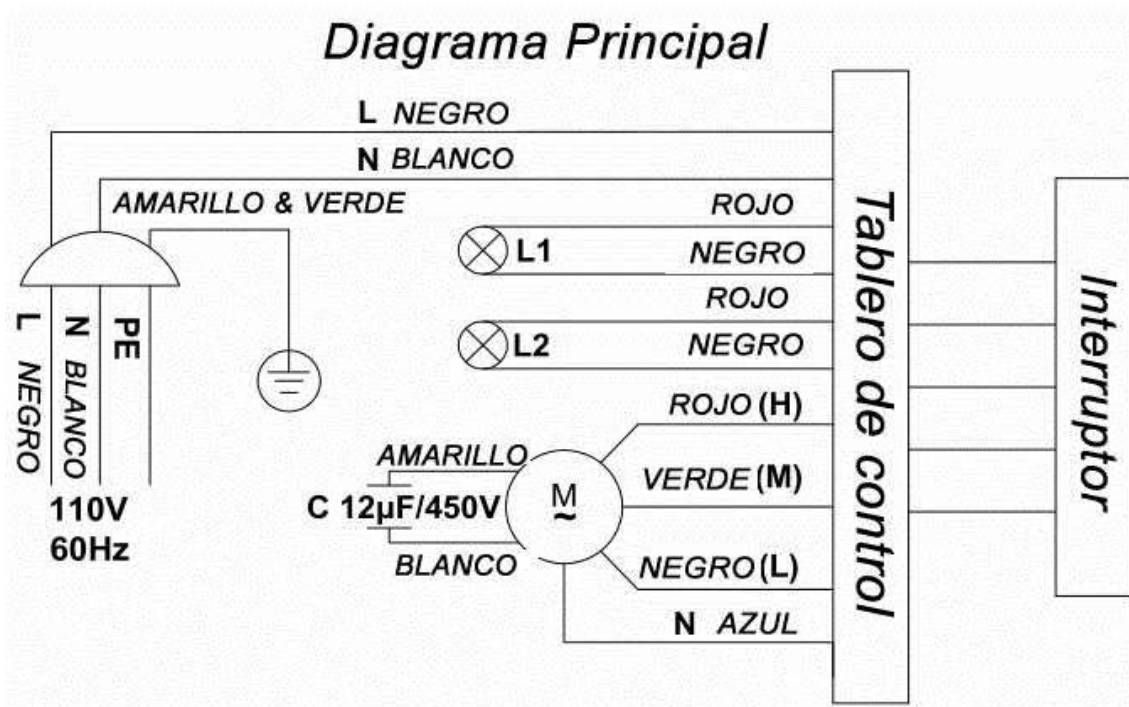 Diagrama Principal
L NEGRO
N BLANCO
AMARILLO & VERDE
ROJO
L1
NEGRO
ROJO
L2
NEGRO
ROJO (H)
AMARILLO
M
~
VERDE (M)
C 12µF/450V
BLANCO
NEGRO (L)
N AZUL
L NEGRO
N BLANCO
PE
110V
60Hz
Tablero de control
Interruptor